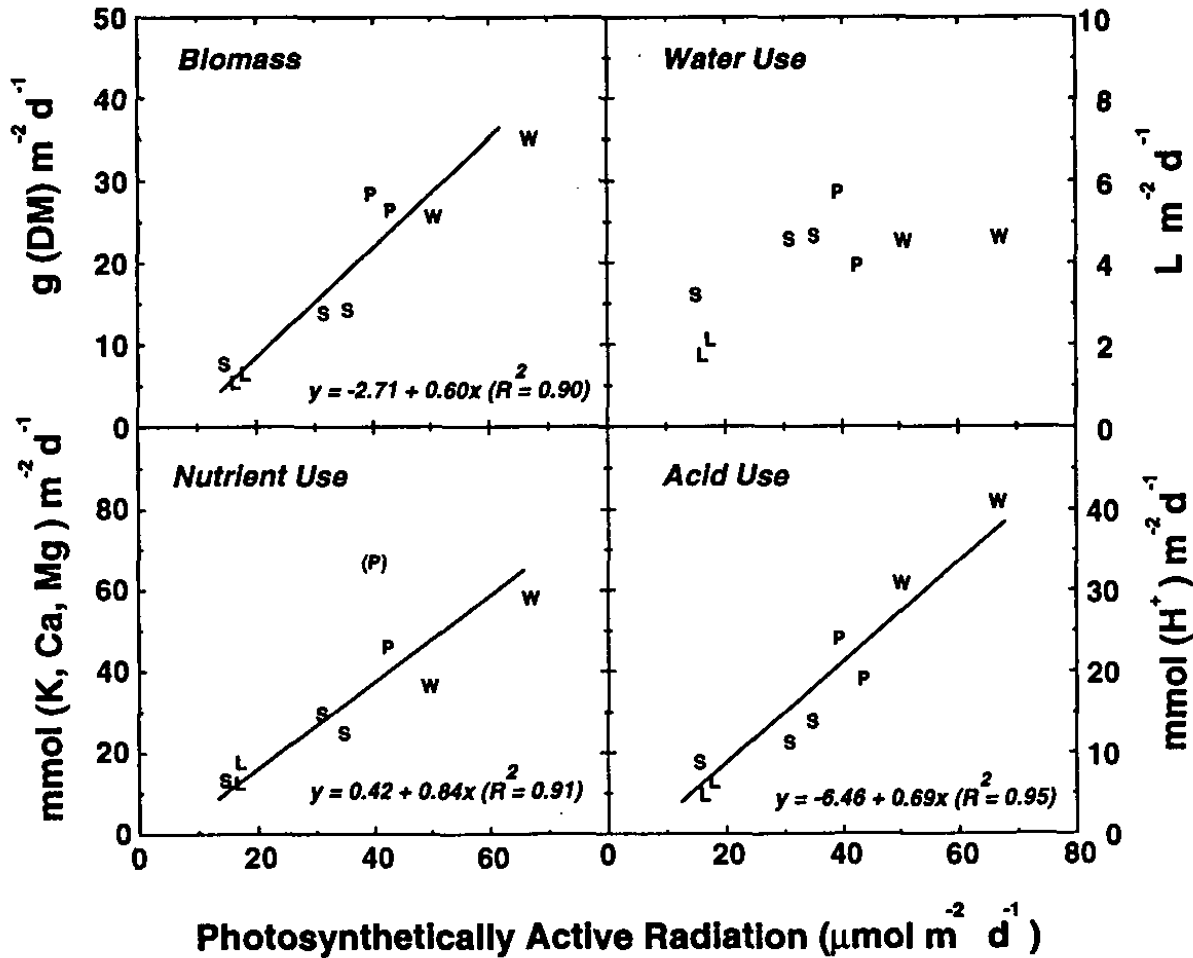 Biomass
50
40
30
20
10
0
g (DM) m⁻² d⁻¹
W
P
P
W
S
S
S
L
L
y = -2.71 + 0.60x (R² = 0.90)
Water Use
10
8
6
4
2
0
L m⁻² d⁻¹
P
S
S
W
W
P
S
L
L
Nutrient Use
80
60
40
20
0
mmol (K, Ca, Mg) m⁻² d⁻¹
(P)
W
P
W
S
S
L
S
L
y = 0.42 + 0.84x (R² = 0.91)
0 20 40 60
Acid Use
40
30
20
10
0
mmol (H⁺) m⁻² d⁻¹
W
W
P
P
S
S
S
L
L
y = -6.46 + 0.69x (R² = 0.95)
0 20 40 60 80
Photosynthetically Active Radiation (μmol m⁻² d⁻¹)